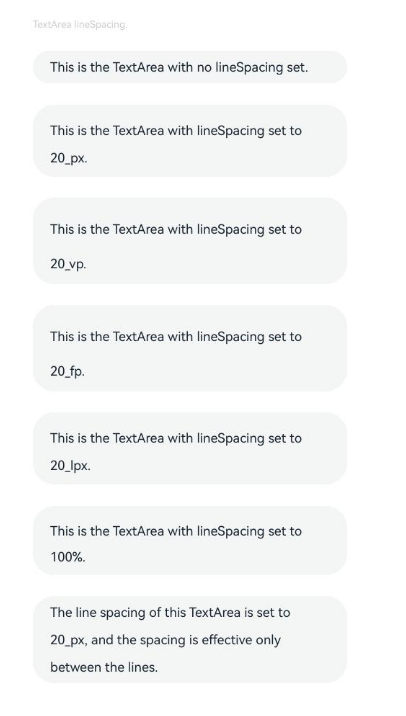 TextArea lineSpacing.
This is the TextArea with no lineSpacing set.
This is the TextArea with lineSpacing set to
20_px.
This is the TextArea with lineSpacing set to
20_vp.
This is the TextArea with lineSpacing set to
20_fp.
This is the TextArea with lineSpacing set to
20_lpx.
This is the TextArea with lineSpacing set to
100%.
The line spacing of this TextArea is set to
20_px, and the spacing is effective only
between the lines.